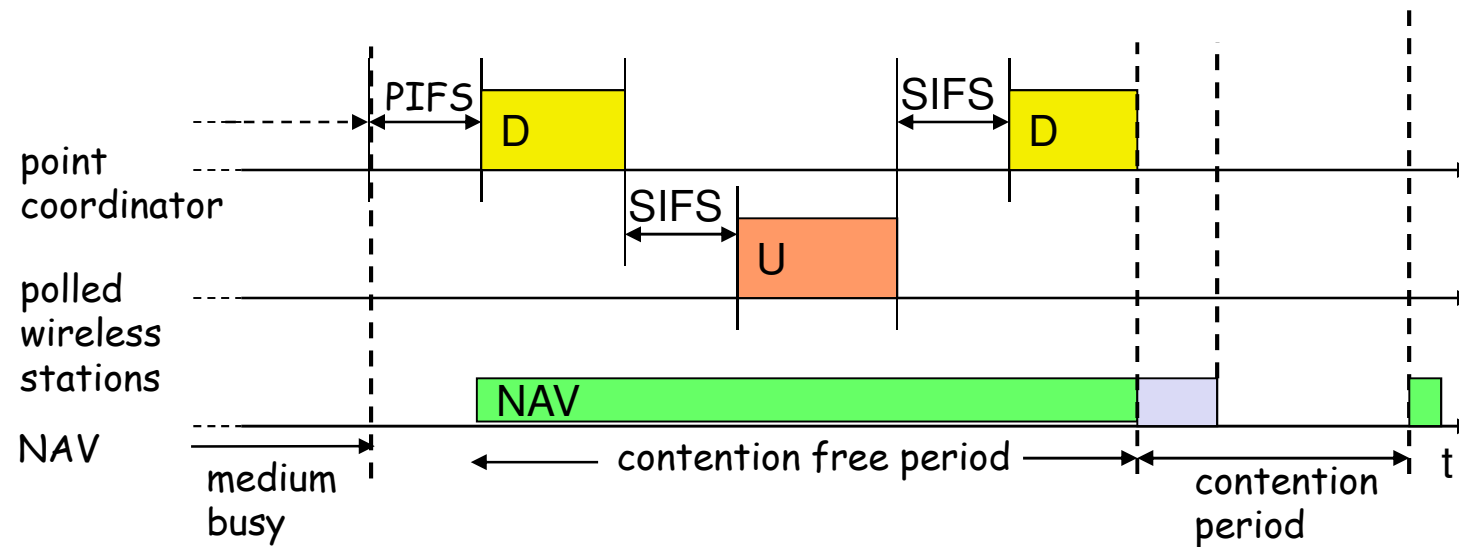 PIFS
D
SIFS
D
point
coordinator
SIFS
U
polled
wireless
stations
NAV
NAV
contention free period
t
medium
busy
contention
period